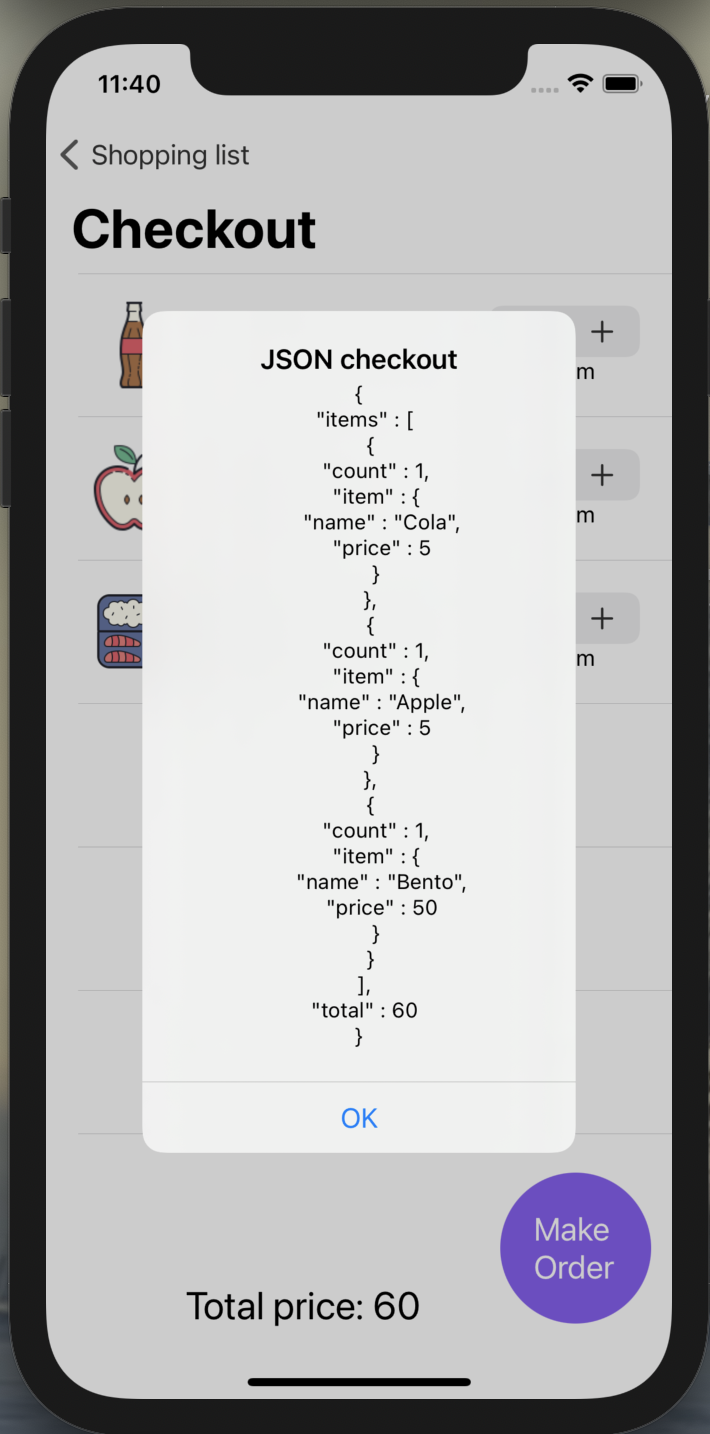 11:40
Shopping list
Checkout
JSON checkout
{
"items" : [
{
"count" : 1,
"item" : {
"name" : "Cola",
"price" : 5
}
},
{
"count" : 1,
"item" : {
"name" : "Apple",
"price" : 5
}
},
{
"count" : 1,
"item" : {
"name" : "Bento",
"price" : 50
}
}
],
"total" : 60
}
OK
+
m
+
m
+
m
Make
Order
Total price: 60